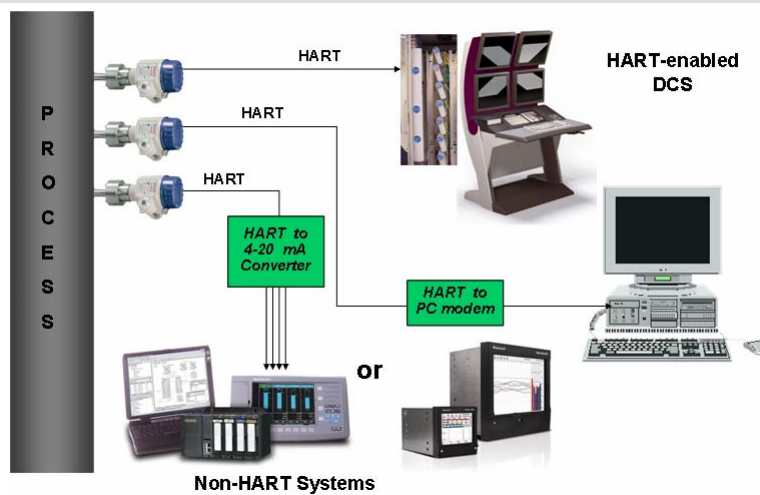 PROCESS
HART
HART
HART
HART-enabled
DCS
HART to
4-20 mA
Converter
HART to
PC modem
or
Non-HART Systems